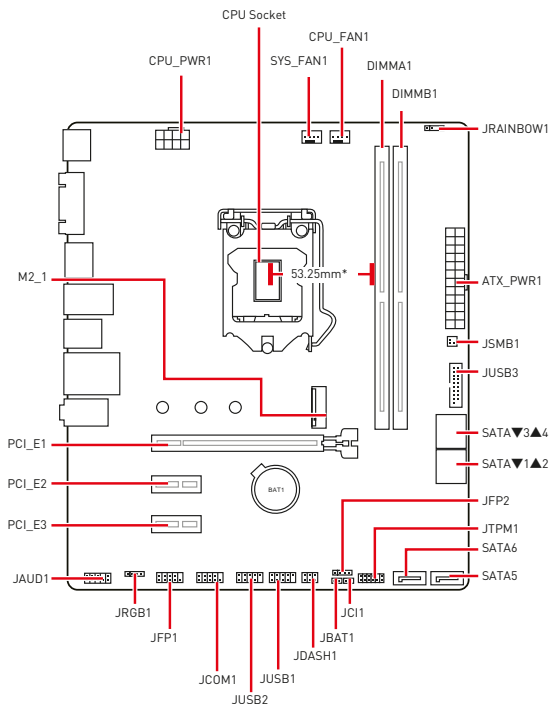 CPU Socket
CPU_FAN1
CPU_PWR1
SYS_FAN1
DIMMA1
DIMMB1
JRAINBOW1
M2_1
53.25mm*
ATX_PWR1
JSMB1
JUSB3
SATA▼3▲4
PCI_E1
SATA▼1▲2
PCI_E2
BAT1
JFP2
PCI_E3
JTPM1
SATA6
JAUD1
SATA5
JRGB1
JCI1
JFP1
JBAT1
JDASH1
JCOM1
JUSB1
JUSB2